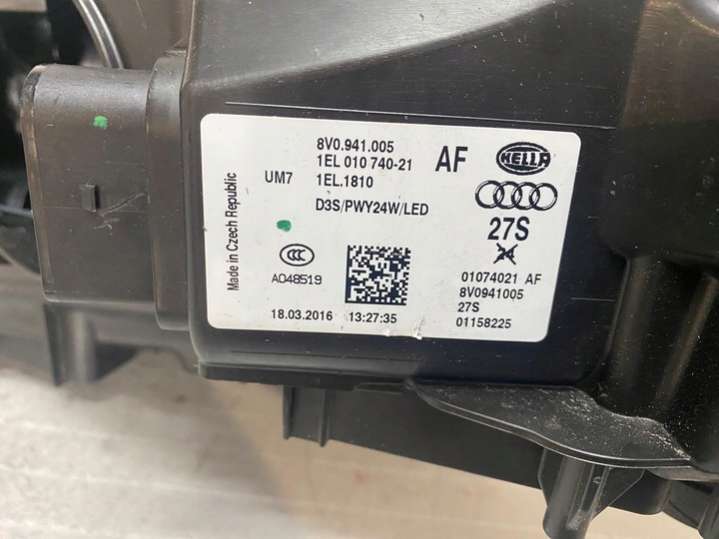 8V0.941.005
AF
HELLA
1EL 010 740-21
UM7
1EL.1810
D3S/PWY24W/LED
27S
Made in Czech Republic
CCC
A048519
01074021 AF
8V0941005
27S
01158225
18.03.2016 13:27:35